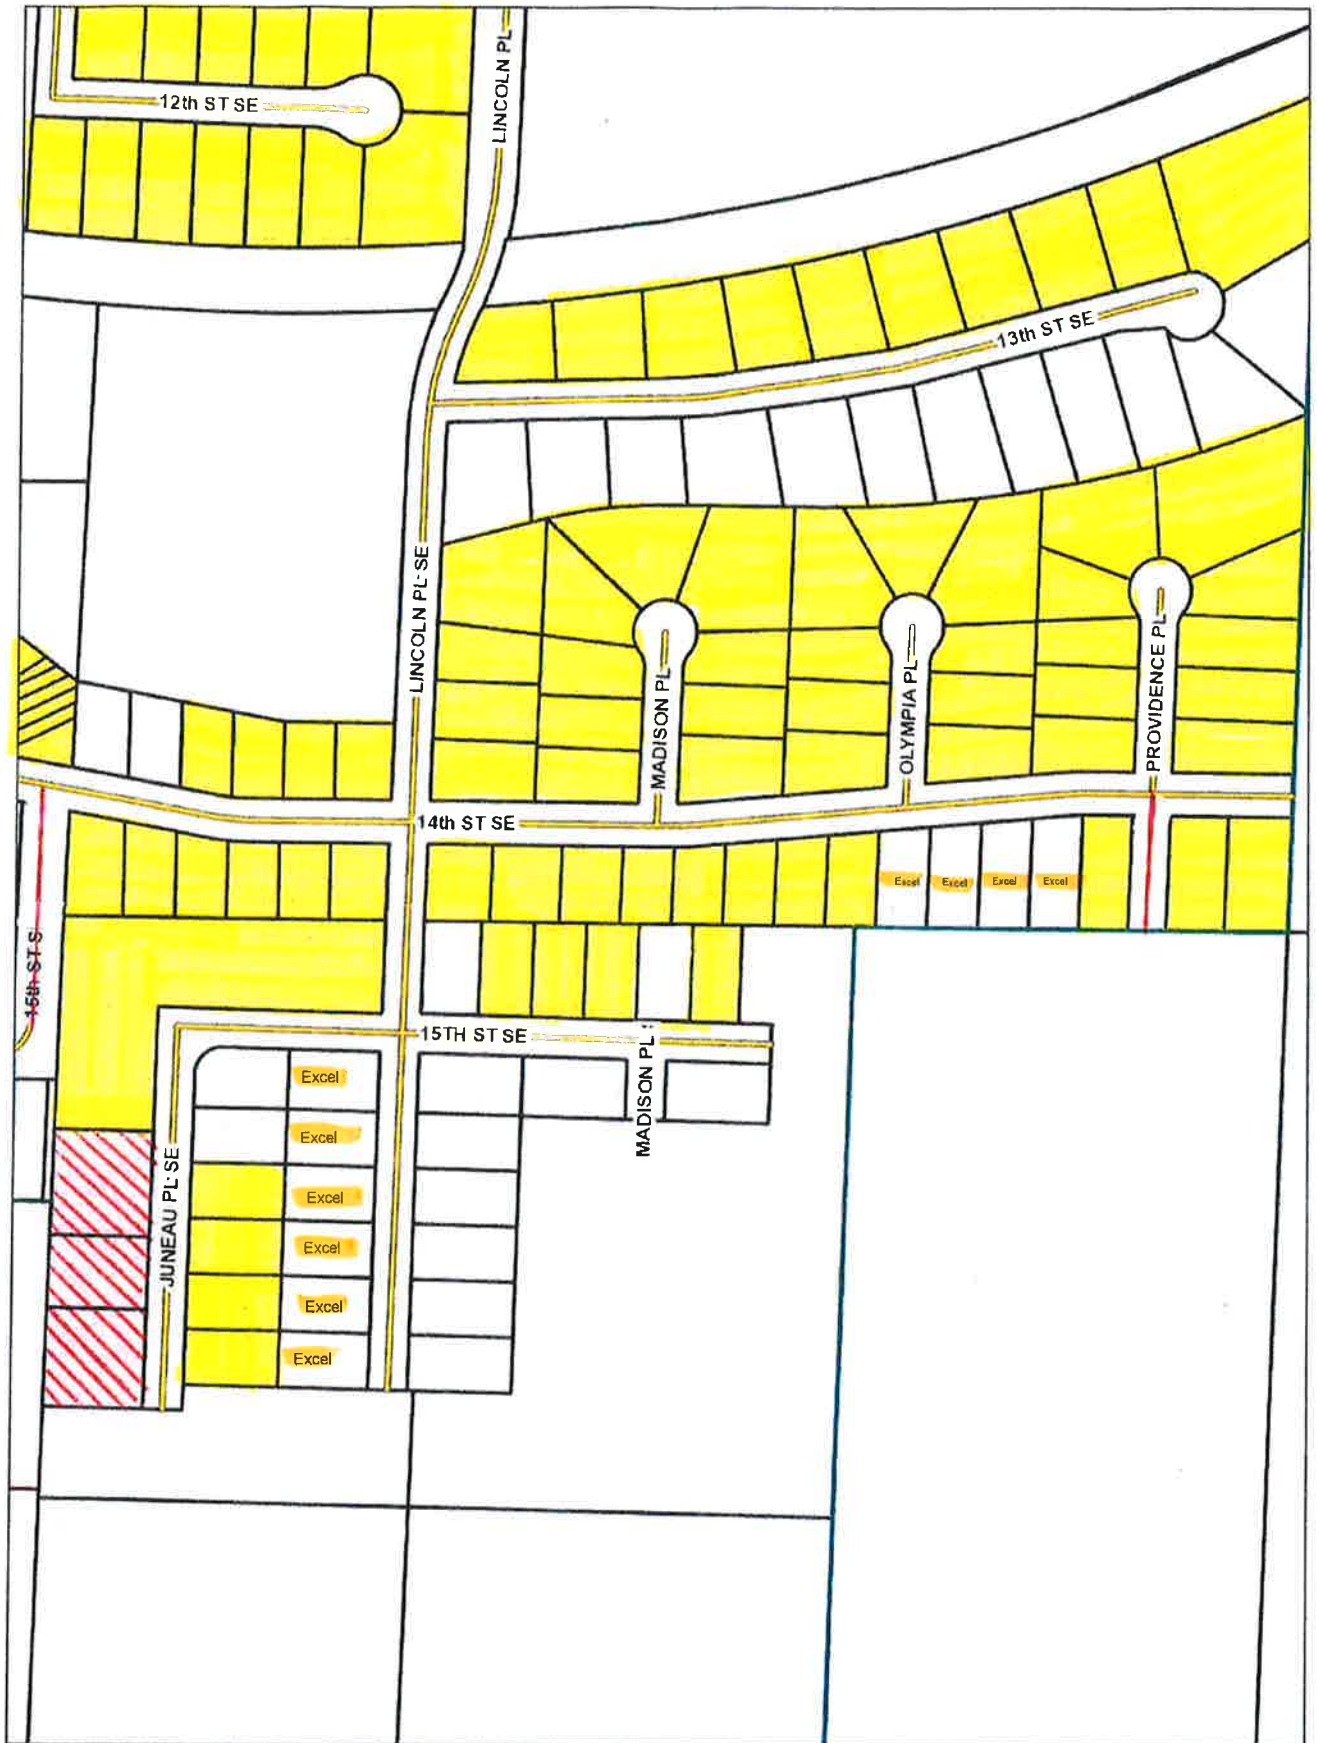 LINCOLN PL
12th ST SE
LINCOLN PL
13th ST SE
LINCOLN PL SE
MADISON PL
OLYMPIA PL
PROVIDENCE PL
14th ST SE
Excel
Excel
Excel
Excel
15th ST S
15TH ST SE
MADISON PL
Excel
Excel
Excel
Excel
Excel
Excel
JUNEAU PL SE